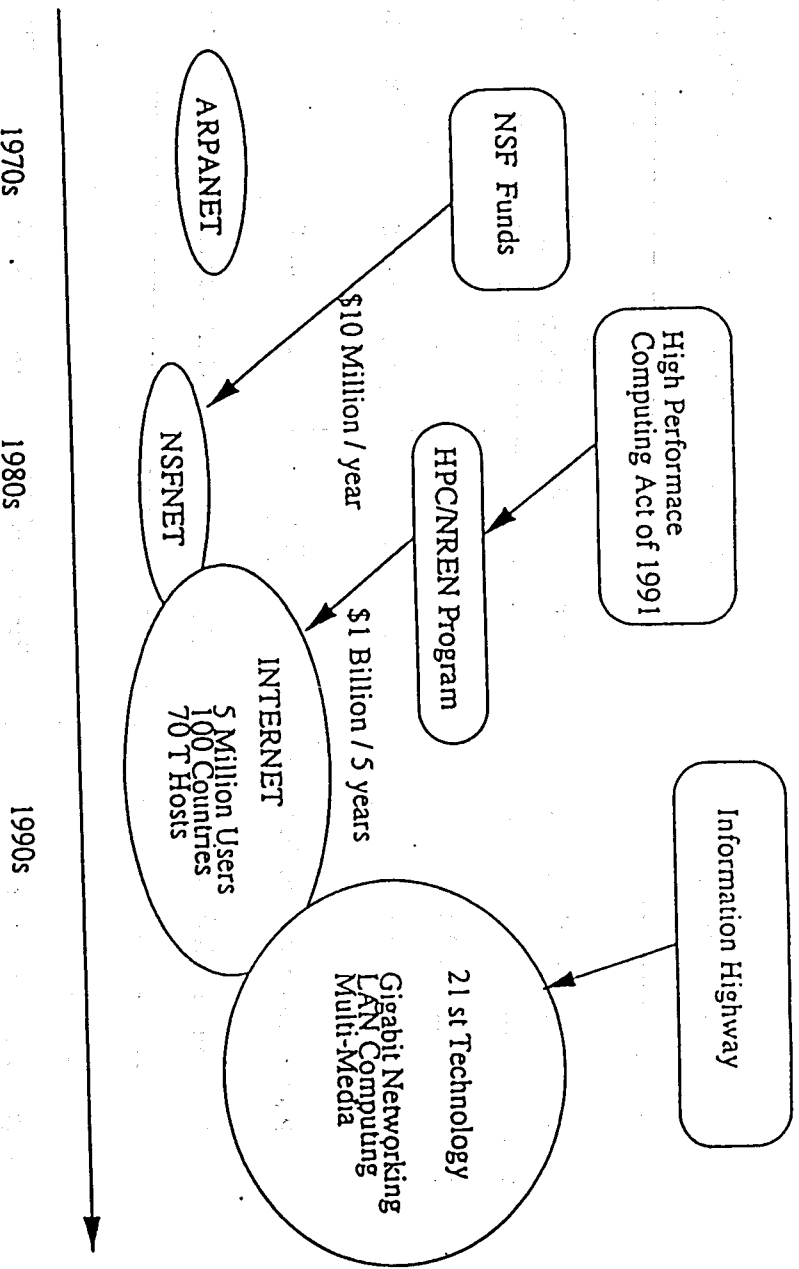 Information Highway
High Performace
Computing Act of 1991
NSF Funds
HPC/NREN Program
$10 Million / year
$1 Billion / 5 years
21 st Technology
Gigabit Networking
LAN Computing
Multi-Media
ARPANET
NSFNET
INTERNET
5 Million Users
100 Countries
70 T Hosts
1970s
1980s
1990s